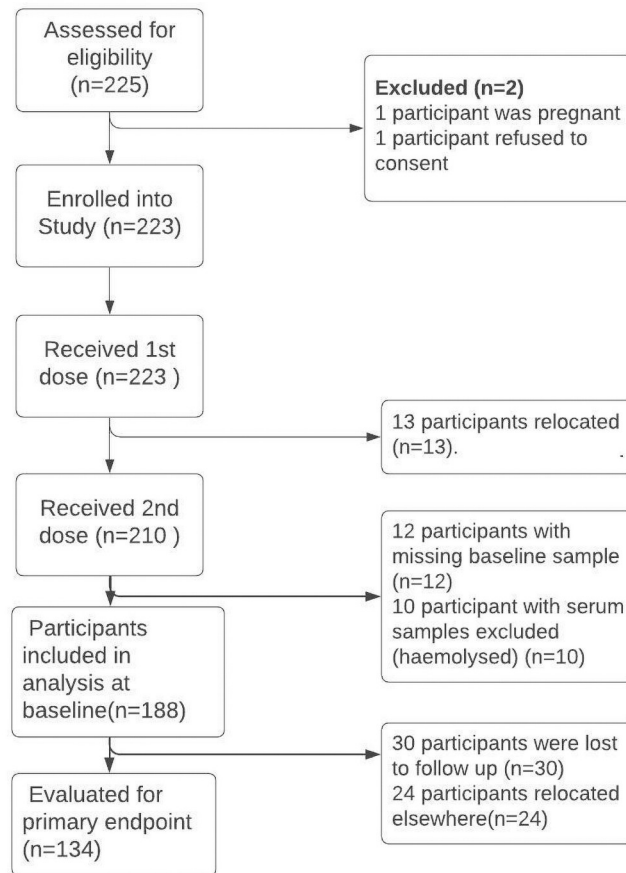 Assessed for
eligibility
(n=225)
Excluded (n=2)
1 participant was pregnant
1 participant refused to
consent
Enrolled into
Study (n=223)
Received 1st
dose (n=223 )
13 participants relocated
(n=13).
Received 2nd
dose (n=210 )
12 participants with
missing baseline sample
(n=12)
10 participant with serum
samples excluded
(haemolysed) (n=10)
Participants
included in
analysis at
baseline(n=188)
30 participants were lost
to follow up (n=30)
24 participants relocated
elsewhere(n=24)
Evaluated for
primary endpoint
(n=134)